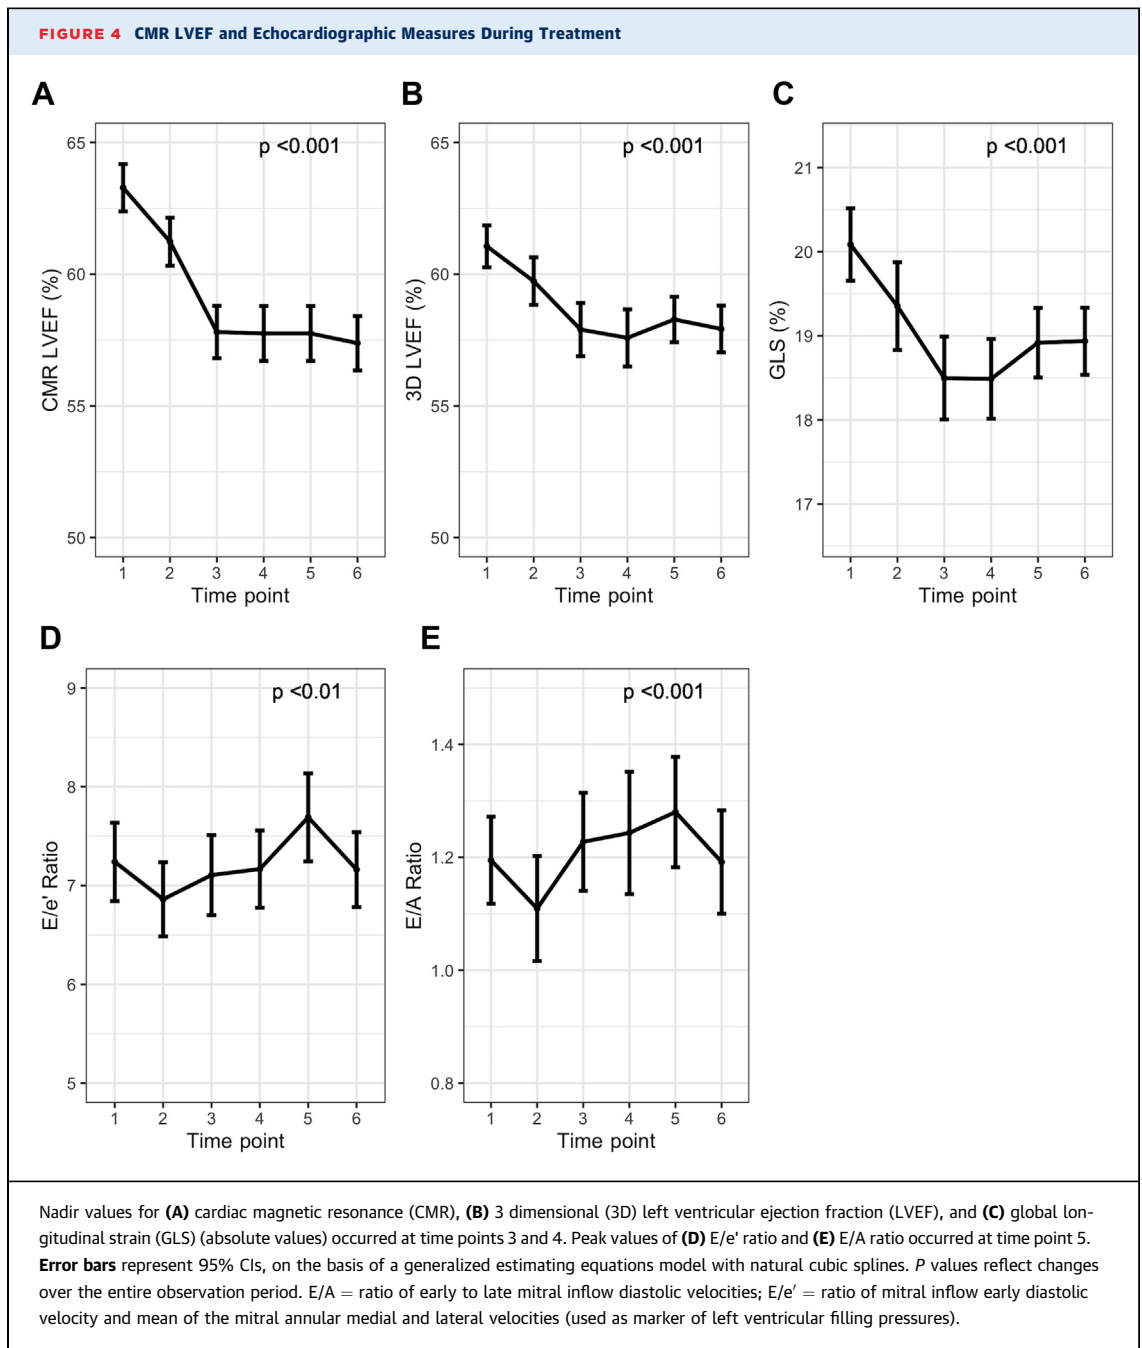 FIGURE 4 CMR LVEF and Echocardiographic Measures During Treatment
A
p <0.001
CMR LVEF (%)
65
60
55
50
1 2 3 4 5 6
Time point
B
p <0.001
3D LVEF (%)
65
60
55
50
1 2 3 4 5 6
Time point
C
p <0.001
GLS (%)
21
20
19
18
17
1 2 3 4 5 6
Time point
D
p <0.01
E/e' Ratio
9
8
7
6
5
1 2 3 4 5 6
Time point
E
p <0.001
E/A Ratio
1.4
1.2
1.0
0.8
1 2 3 4 5 6
Time point
Nadir values for (A) cardiac magnetic resonance (CMR), (B) 3 dimensional (3D) left ventricular ejection fraction (LVEF), and (C) global lon-
gitudinal strain (GLS) (absolute values) occurred at time points 3 and 4. Peak values of (D) E/e' ratio and (E) E/A ratio occurred at time point 5.
Error bars represent 95% CIs, on the basis of a generalized estimating equations model with natural cubic splines. P values reflect changes
over the entire observation period. E/A = ratio of early to late mitral inflow diastolic velocities; E/e′ = ratio of mitral inflow early diastolic
velocity and mean of the mitral annular medial and lateral velocities (used as marker of left ventricular filling pressures).